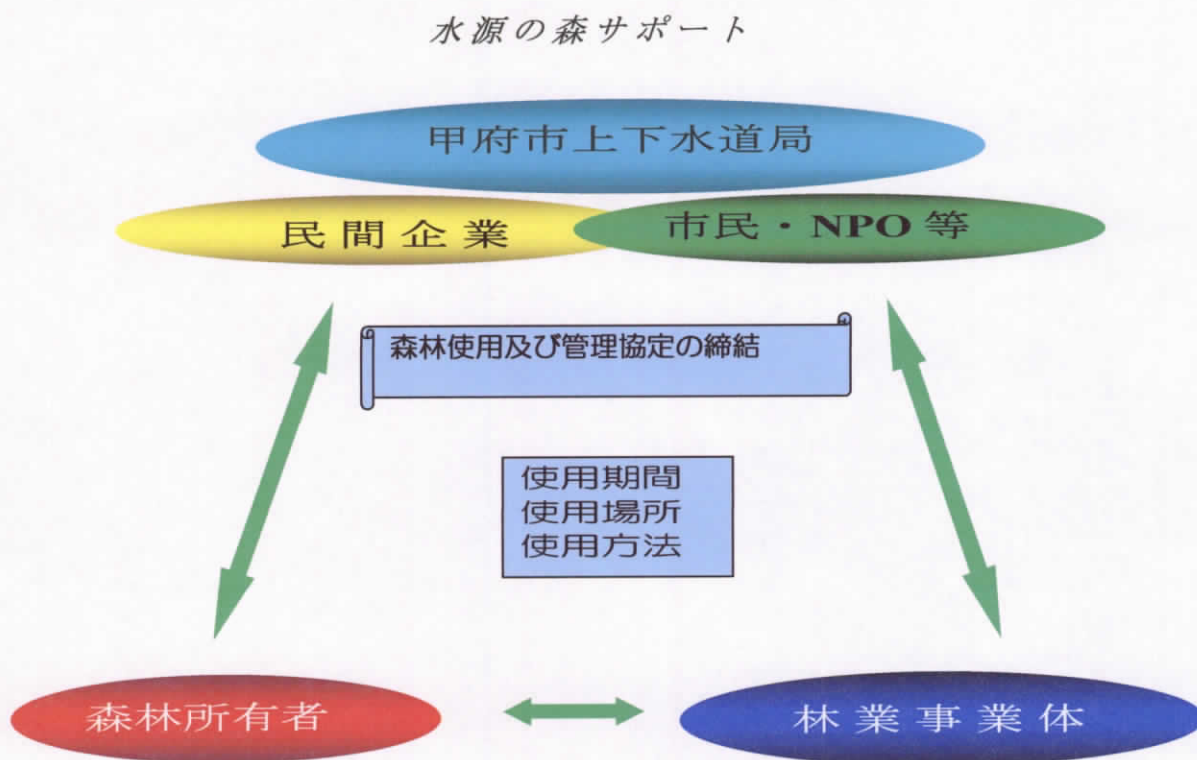 水源の森サポート
甲府市上下水道局
民間企業
市民・NPO等
森林使用及び管理協定の締結
使用期間
使用場所
使用方法
森林所有者
林業事業体